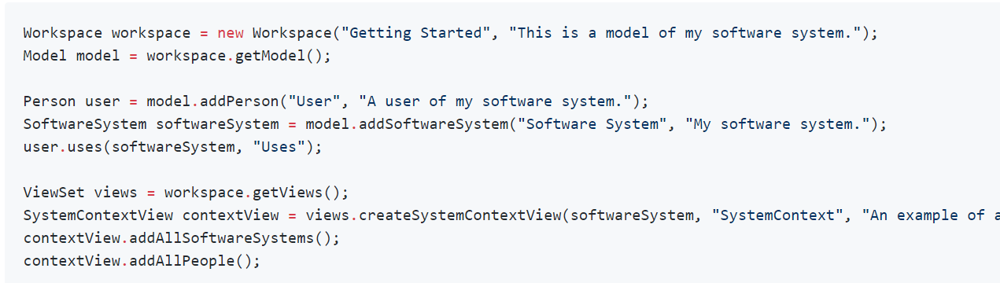 Workspace workspace = new Workspace("Getting Started", "This is a model of my software system.");
Model model = workspace.getModel();
Person user = model.addPerson("User", "A user of my software system.");
SoftwareSystem softwareSystem = model.addSoftwareSystem("Software System", "My software system.");
user.uses(softwareSystem, "Uses");
ViewSet views = workspace.getViews();
SystemContextView contextView = views.createSystemContextView(softwareSystem, "SystemContext", "An example of a
contextView.addAllSoftwareSystems();
contextView.addAllPeople();